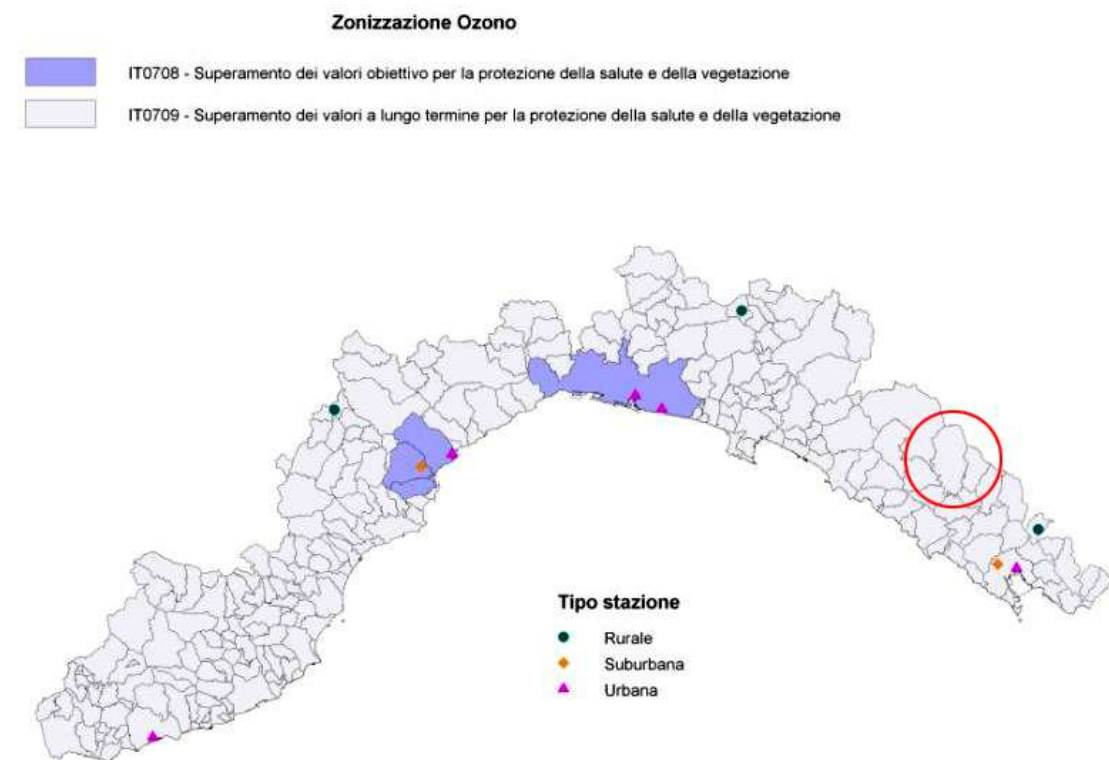 Zonizzazione Ozono
IT0708 - Superamento dei valori obiettivo per la protezione della salute e della vegetazione
IT0709 - Superamento dei valori a lungo termine per la protezione della salute e della vegetazione
Tipo stazione
Rurale
Suburbana
Urbana